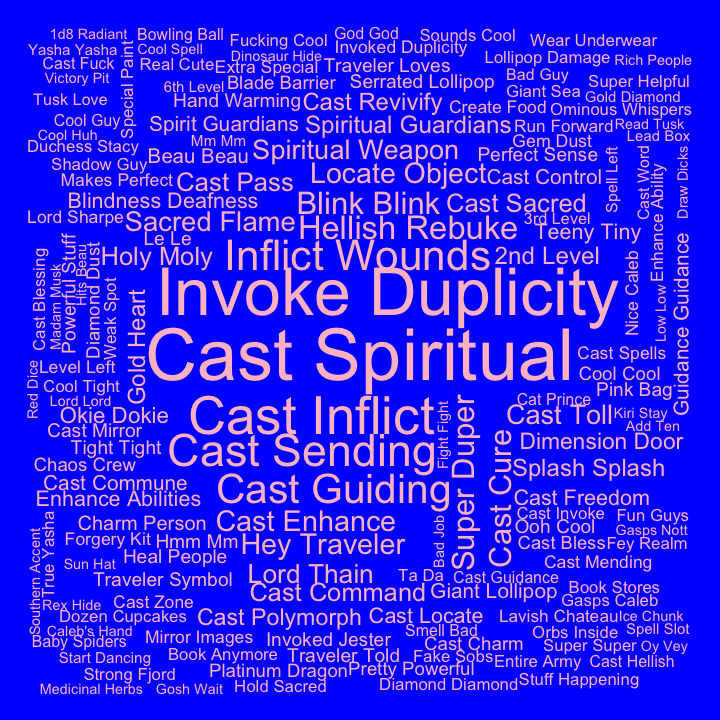 1d8 Radiant
Bowling Ball
God God
Sounds Cool
Wear Underwear
Fucking Cool
Yasha Yasha
Cool Spell
Invoked Duplicity
Dinosaur Hide
Lollipop Damage
Rich People
Cast Fuck
Real Cute
Extra Special
Traveler Loves
Bad Guy
Victory Pit
Blade Barrier
Serrated Lollipop
Super Helpful
6th Level
Giant Sea
Gold Diamond
Tusk Love
Special Paint
Hand Warming
Cast Revivify
Create Food
Ominous Whispers
Cool Guy
Spirit Guardians
Spiritual Guardians
Run Forward
Read Tusk
Cool Huh
Mm Mm
Gem Dust
Lead Box
Duchess Stacy
Beau Beau
Spiritual Weapon
Perfect Sense
Shadow Guy
Locate Object
Cast Control
Spell Left
Cast Word
Draw Dicks
Makes Perfect
Cast Pass
Blindness Deafness
Blink Blink
Cast Sacred
Enhance Ability
Lord Sharpe
Sacred Flame
Hellish Rebuke
3rd Level
Teeny Tiny
Le Le
Holy Moly
Inflict Wounds
2nd Level
Cast Blessing
Madam Musk
Powerful Stuff
Hits Beau
Diamond Dust
Weak Spot
Gold Heart
Invoke Duplicity
Nice Caleb
Low Low
Guidance Guidance
Cast Spiritual
Cast Spells
Level Left
Cool Cool
Red Dice
Cool Tight
Pink Bag
Lord Lord
Cat Prince
Okie Dokie
Cast Inflict
Fight Fight
Super Duper
Cast Toll
Kiri Stay
Cast Mirror
Add Ten
Tight Tight
Cast Sending
Cast Cure
Dimension Door
Chaos Crew
Splash Splash
Cast Commune
Cast Guiding
Enhance Abilities
Cast Freedom
Charm Person
Cast Enhance
Cast Invoke
Fun Guys
Ooh Cool
Gasps Nott
Southern Accent
True Yasha
Forgery Kit
Hmm Mm
Hey Traveler
Bad Job
Cast Bless
Fey Realm
Heal People
Sun Hat
Cast Mending
Traveler Symbol
Lord Thain
Ta Da
Cast Guidance
Book Stores
Cast Command
Giant Lollipop
Gasps Caleb
Rex Hide
Cast Zone
Dozen Cupcakes
Cast Polymorph
Cast Locate
Lavish Chateau
Ice Chunk
Caleb's Hand
Smell Bad
Orbs Inside
Spell Slot
Baby Spiders
Mirror Images
Invoked Jester
Cast Charm
Super Super
Oy Vey
Start Dancing
Book Anymore
Traveler Told
Fake Sobs
Entire Army
Cast Hellish
Strong Fjord
Platinum Dragon
Pretty Powerful
Stuff Happening
Medicinal Herbs
Gosh Wait
Hold Sacred
Diamond Diamond